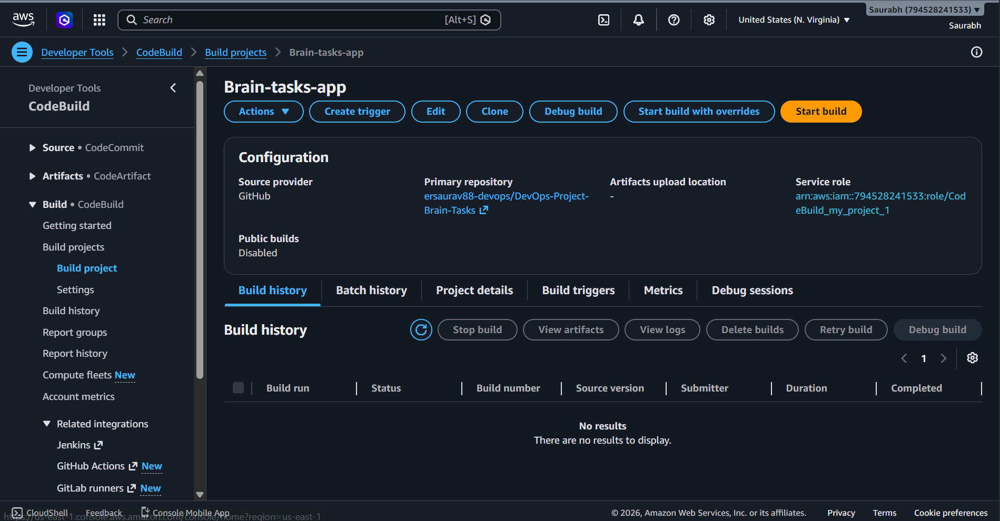 aws
Search
[Alt+S]
United States (N. Virginia)
Saurabh (794528241533)
Saurabh
Developer Tools
CodeBuild
Build projects
Brain-tasks-app
Developer Tools
CodeBuild
Source • CodeCommit
Artifacts • CodeArtifact
Build • CodeBuild
Getting started
Build projects
Build project
Settings
Build history
Report groups
Report history
Compute fleets New
Account metrics
Related integrations
Jenkins
GitHub Actions New
GitLab runners New
Brain-tasks-app
Actions
Create trigger
Edit
Clone
Debug build
Start build with overrides
Start build
Configuration
Source provider
GitHub
Primary repository
ersaurav88-devops/DevOps-Project-
Brain-Tasks
Artifacts upload location
-
Service role
arn:aws:iam::794528241533:role/Cod
eBuild_my_project_1
Public builds
Disabled
Build history
Batch history
Project details
Build triggers
Metrics
Debug sessions
Build history
Stop build
View artifacts
View logs
Delete builds
Retry build
Debug build
1
Build run
Status
Build number
Source version
Submitter
Duration
Completed
No results
There are no results to display.
CloudShell
Feedback
Console Mobile App
https://us-east-1.console.aws.amazon.com/console/home?region=us-east-1
© 2026, Amazon Web Services, Inc. or its affiliates.
Privacy
Terms
Cookie preferences